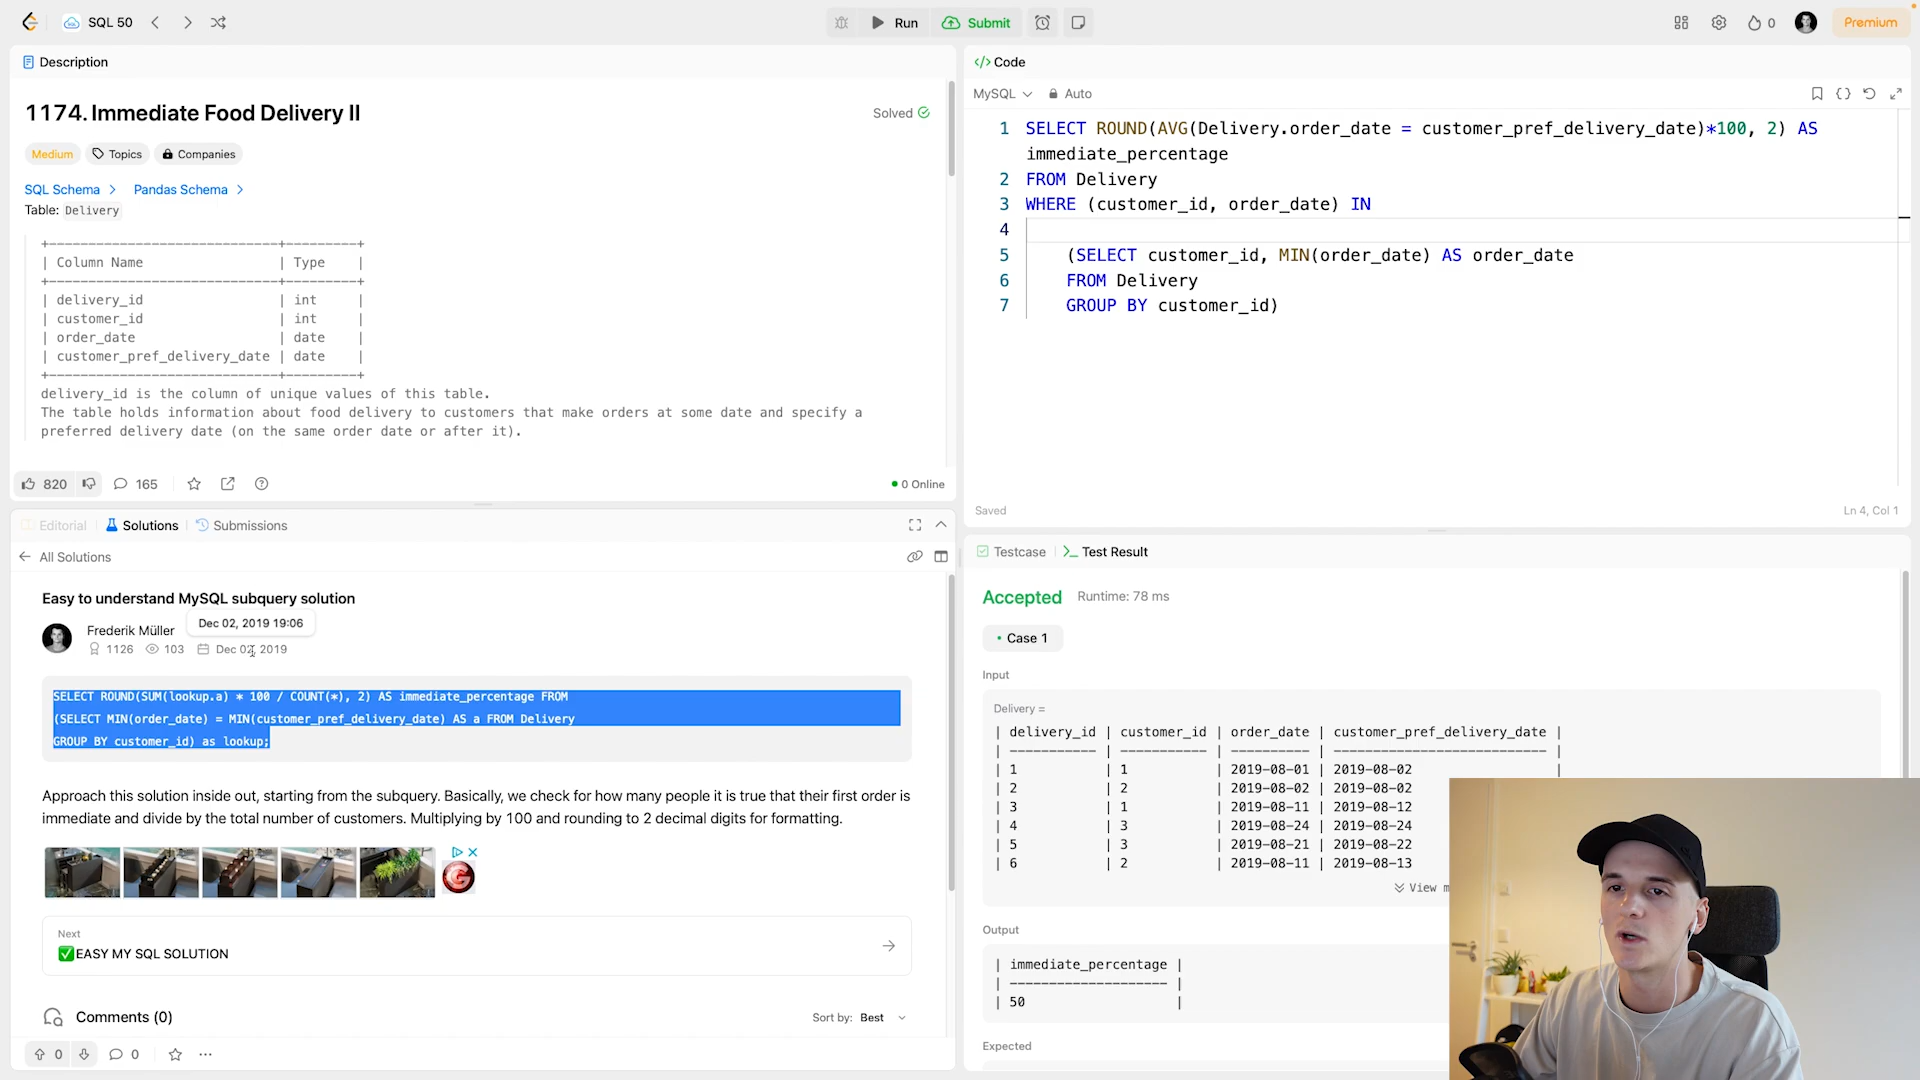 SQL 50
Run
Submit
0
Premium
Description
1174. Immediate Food Delivery II
Solved
Medium
Topics
Companies
SQL Schema
Pandas Schema
Table: Delivery
+-----------------------------+---------+
| Column Name | Type |
+-----------------------------+---------+
| delivery_id | int |
| customer_id | int |
| order_date | date |
| customer_pref_delivery_date | date |
+-----------------------------+---------+
delivery_id is the column of unique values of this table.
The table holds information about food delivery to customers that make orders at some date and specify a
preferred delivery date (on the same order date or after it).
820
165
0 Online
Editorial
Solutions
Submissions
All Solutions
Easy to understand MySQL subquery solution
Dec 02, 2019 19:06
Frederik Müller
1126
103
Dec 02, 2019
SELECT ROUND(SUM(lookup.a) * 100 / COUNT(*), 2) AS immediate_percentage FROM
(SELECT MIN(order_date) = MIN(customer_pref_delivery_date) AS a FROM Delivery
GROUP BY customer_id) as lookup;
Approach this solution inside out, starting from the subquery. Basically, we check for how many people it is true that their first order is
immediate and divide by the total number of customers. Multiplying by 100 and rounding to 2 decimal digits for formatting.
Next
EASY MY SQL SOLUTION
Comments (0)
Sort by: Best
0
0
</> Code
MySQL
Auto
1 SELECT ROUND(AVG(Delivery.order_date = customer_pref_delivery_date)*100, 2) AS
immediate_percentage
2 FROM Delivery
3 WHERE (customer_id, order_date) IN
4
5 (SELECT customer_id, MIN(order_date) AS order_date
6 FROM Delivery
7 GROUP BY customer_id)
Saved
Ln 4, Col 1
Testcase
Test Result
Accepted
Runtime: 78 ms
Case 1
Input
Delivery =
| delivery_id | customer_id | order_date | customer_pref_delivery_date |
| ----------- | ----------- | ---------- | --------------------------- |
| 1 | 1 | 2019-08-01 | 2019-08-02 |
| 2 | 2 | 2019-08-02 | 2019-08-02
| 3 | 1 | 2019-08-11 | 2019-08-12
| 4 | 3 | 2019-08-24 | 2019-08-24
| 5 | 3 | 2019-08-21 | 2019-08-22
| 6 | 2 | 2019-08-11 | 2019-08-13
View
Output
| immediate_percentage |
| -------------------- |
| 50 |
Expected